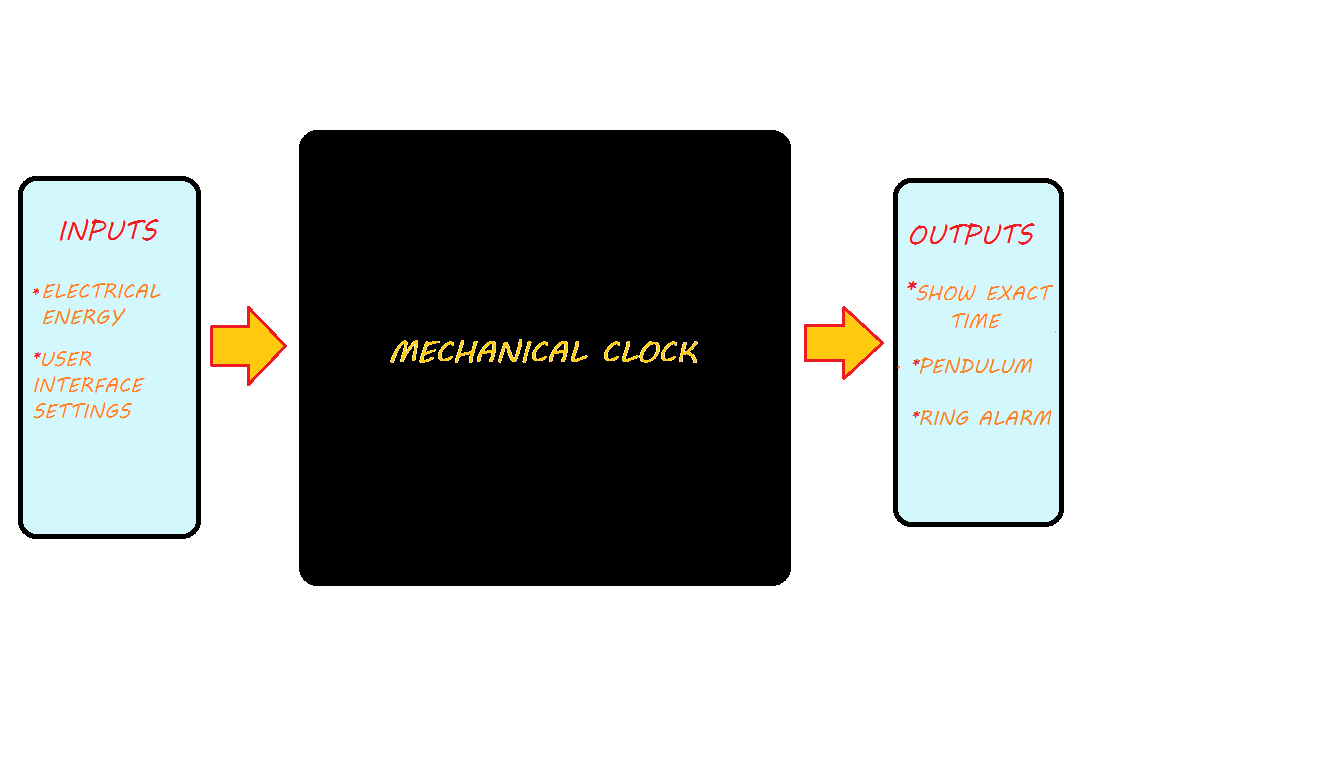 INPUTS
*ELECTRICAL
ENERGY
*USER
INTERFACE
SETTINGS
MECHANICAL CLOCK
OUTPUTS
*SHOW EXACT
TIME
*PENDULUM
*RING ALARM